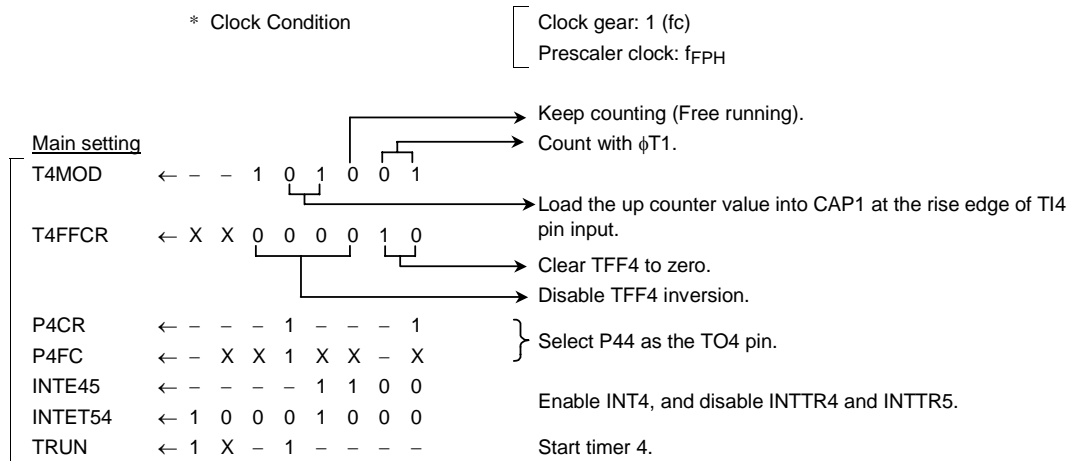 * Clock Condition
Clock gear: 1 (fc)
Prescaler clock: fFPH
Keep counting (Free running).
Main setting
Count with ϕT1.
T4MOD ← – – 1 0 1 0 0 1
Load the up counter value into CAP1 at the rise edge of TI4
pin input.
T4FFCR ← X X 0 0 0 0 1 0
Clear TFF4 to zero.
Disable TFF4 inversion.
P4CR ← – – – 1 – – – 1
Select P44 as the TO4 pin.
P4FC ← – X X 1 X X – X
INTE45 ← – – – – 1 1 0 0
Enable INT4, and disable INTTR4 and INTTR5.
INTET54 ← 1 0 0 0 1 0 0 0
TRUN ← 1 X – 1 – – – – Start timer 4.